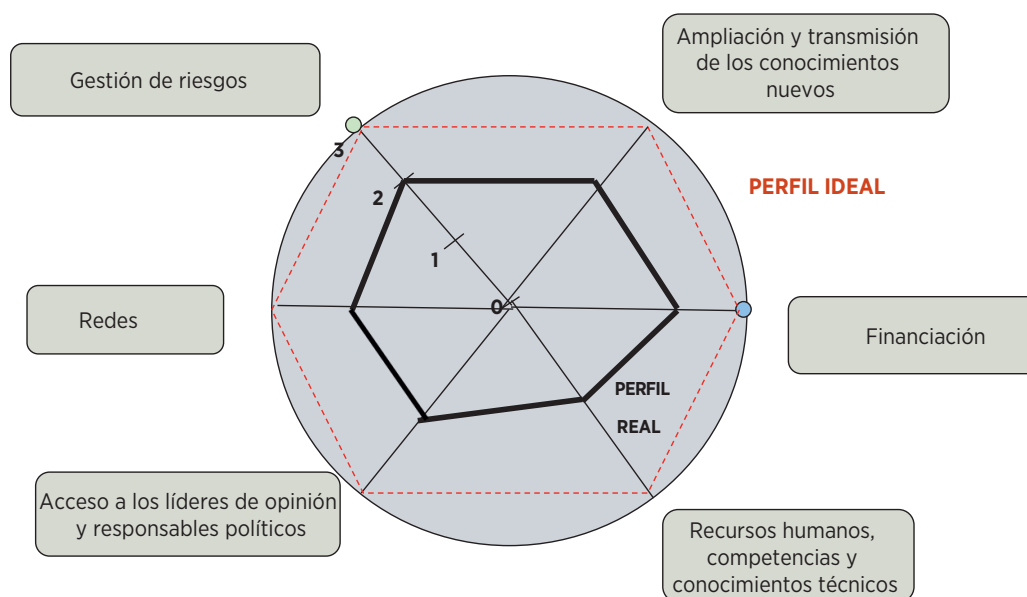 Ampliación y transmisión
de los conocimientos
nuevos
Gestión de riesgos
3
PERFIL IDEAL
2
1
0
Redes
Financiación
PERFIL
REAL
Acceso a los líderes de opinión
y responsables políticos
Recursos humanos,
competencias y
conocimientos técnicos